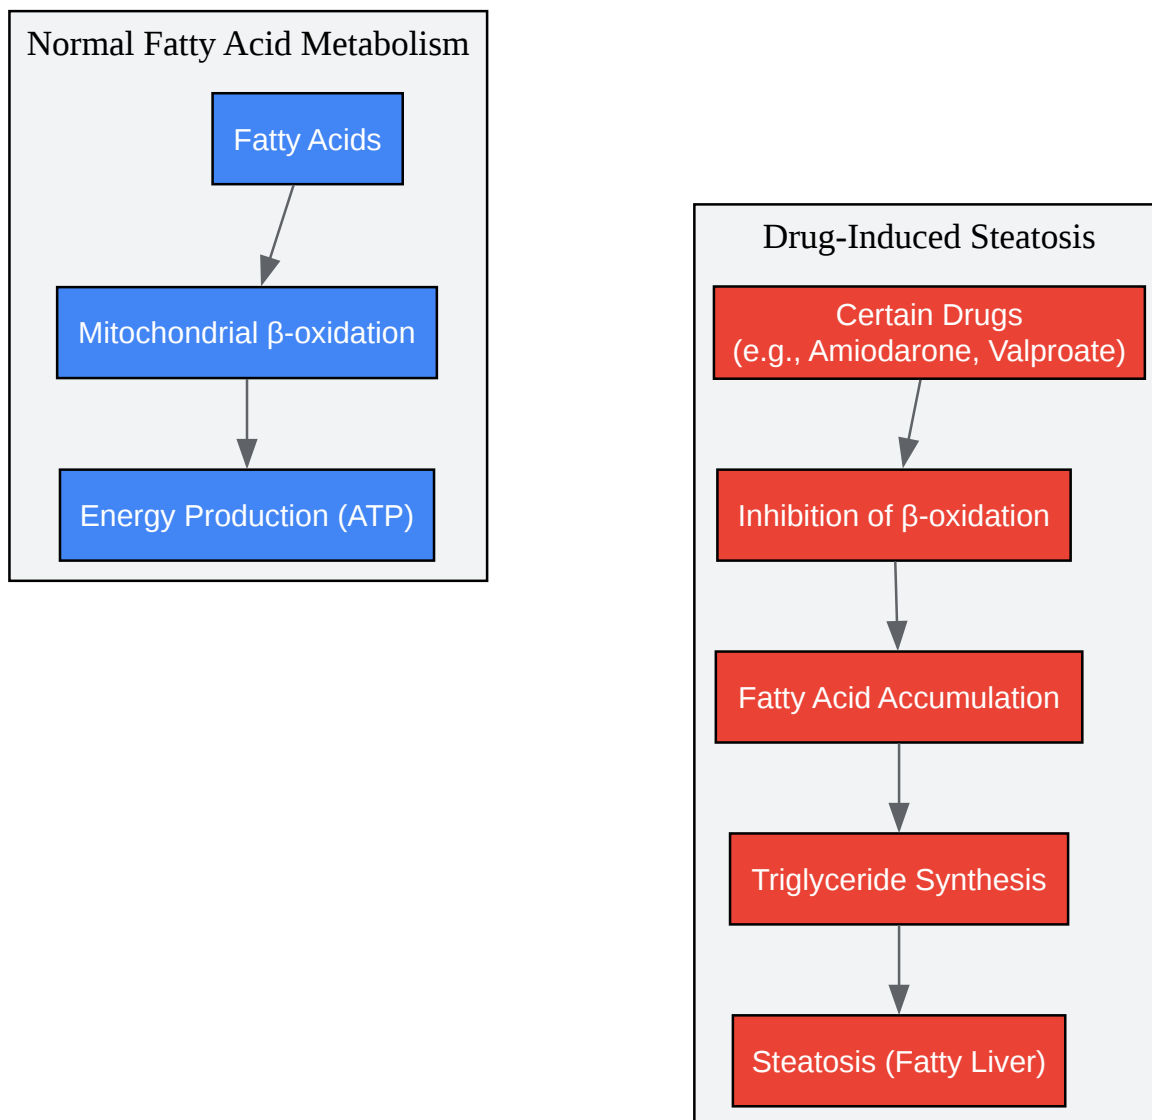 Normal Fatty Acid Metabolism
Fatty Acids
Mitochondrial β-oxidation
Energy Production (ATP)
Drug-Induced Steatosis
Certain Drugs
(e.g., Amiodarone, Valproate)
Inhibition of β-oxidation
Fatty Acid Accumulation
Triglyceride Synthesis
Steatosis (Fatty Liver)